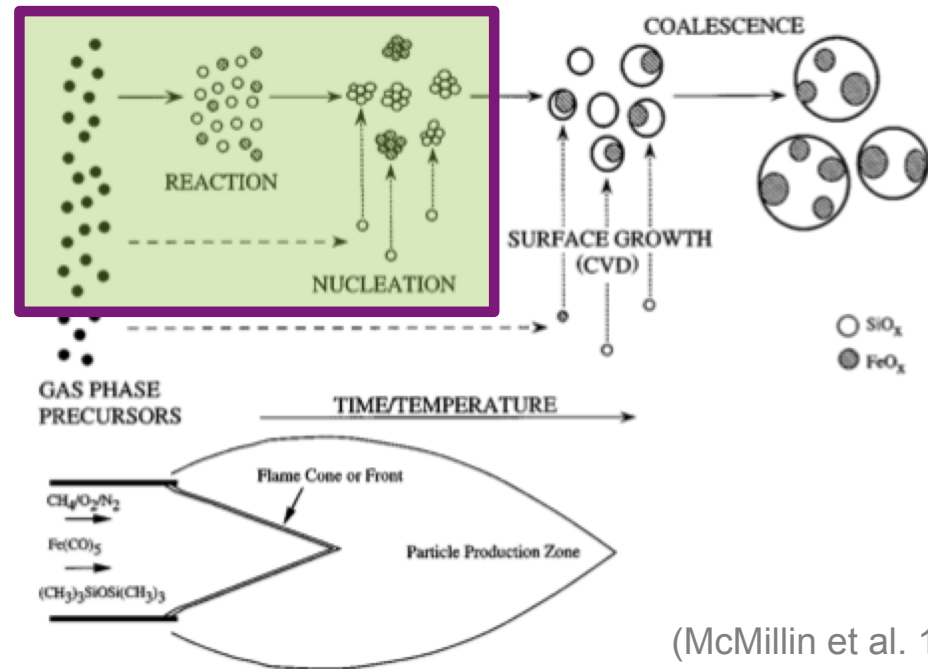 COALESCENCE
REACTION
NUCLEATION
SURFACE GROWTH
(CVD)
SiOₓ
FeOₓ
GAS PHASE
PRECURSORS
TIME/TEMPERATURE
Flame Cone or Front
CH₄/O₂/N₂
Fe(CO)₅
(CH₃)₃SiOSi(CH₃)₃
Particle Production Zone
(McMillin et al. 1